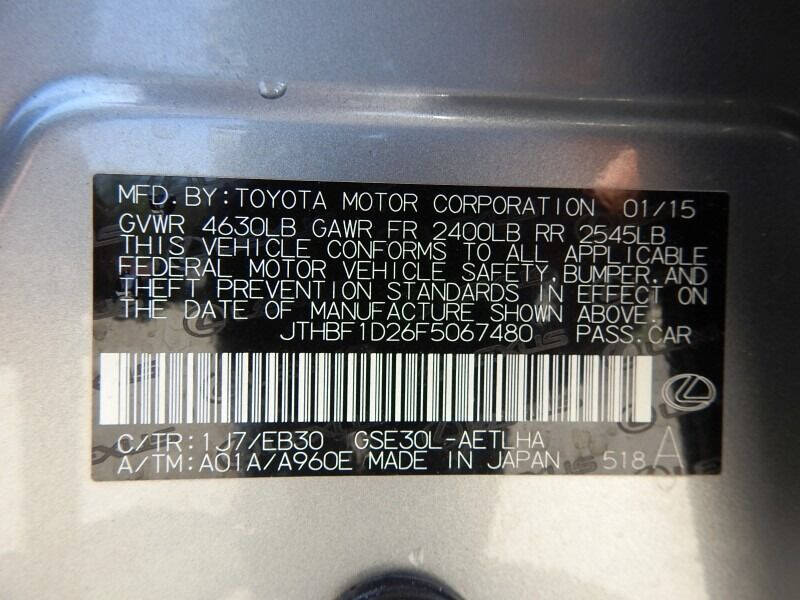 MFD. BY: TOYOTA MOTOR CORPORATION 01/15
GVWR 4630LB GAWR FR 2400LB RR 2545LB
THIS VEHICLE CONFORMS TO ALL APPLICABLE
FEDERAL MOTOR VEHICLE SAFETY, BUMPER, AND
THEFT PREVENTION STANDARDS IN EFFECT ON
THE DATE OF MANUFACTURE SHOWN ABOVE.
JTHBF1D26F5067480 PASS. CAR
C/TR: 1J7/EB30 GSE30L-AETLHA A
A/TM: A01A/A960E MADE IN JAPAN 518